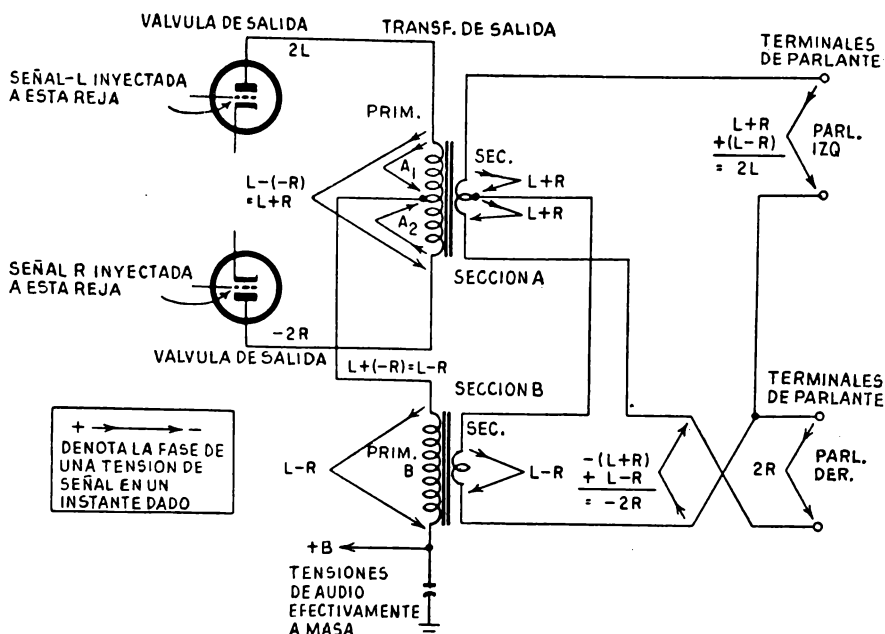 VALVULA DE SALIDA
TRANSF. DE SALIDA
2L
TERMINALES
DE PARLANTE
SEÑAL-L INYECTADA
A ESTA REJA
PRIM.
L+R
+(L-R)
= 2L
PARL.
IZQ
A1
SEC.
L+R
L-(-R)
=L+R
A2
L+R
SEÑAL R INYECTADA
A ESTA REJA
SECCION A
-2R
VALVULA DE SALIDA
L+(-R)=L-R
SECCION B
TERMINALES
DE PARLANTE
+ -
DENOTA LA FASE DE
UNA TENSION DE
SEÑAL EN UN
INSTANTE DADO
SEC.
L-R
PRIM.
B
L-R
-(L+R)
+ L-R
= -2R
2R
PARL.
DER.
+B
TENSIONES
DE AUDIO
EFECTIVAMENTE
A MASA